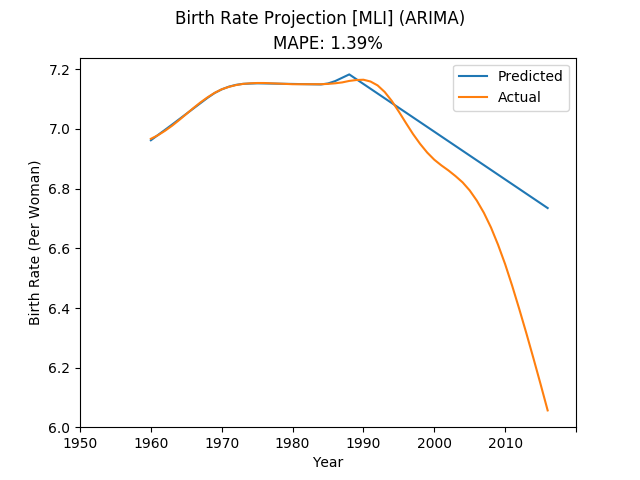 Birth Rate Projection [MLI] (ARIMA)
MAPE: 1.39%
Predicted
Actual
Birth Rate (Per Woman)
7.2
7.0
6.8
6.6
6.4
6.2
6.0
1950 1960 1970 1980 1990 2000 2010
Year